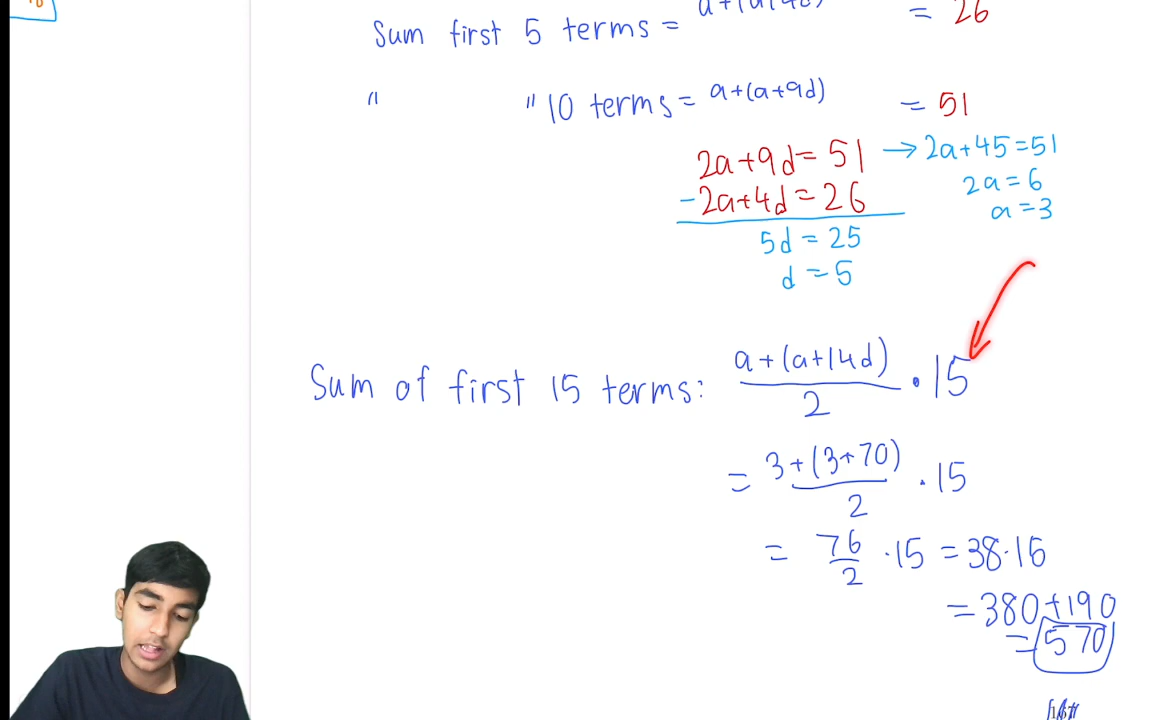 Sum first 5 terms = = 26
" " 10 terms = a+(a+9d) = 51
2a+9d=51 → 2a+45=51
-2a+4d=26 2a=6
a=3
5d=25
d=5
Sum of first 15 terms: a+(a+14d)/2 · 15
= 3+(3+70)/2 · 15
= 76/2 · 15 = 38·15
= 380+190
= 570